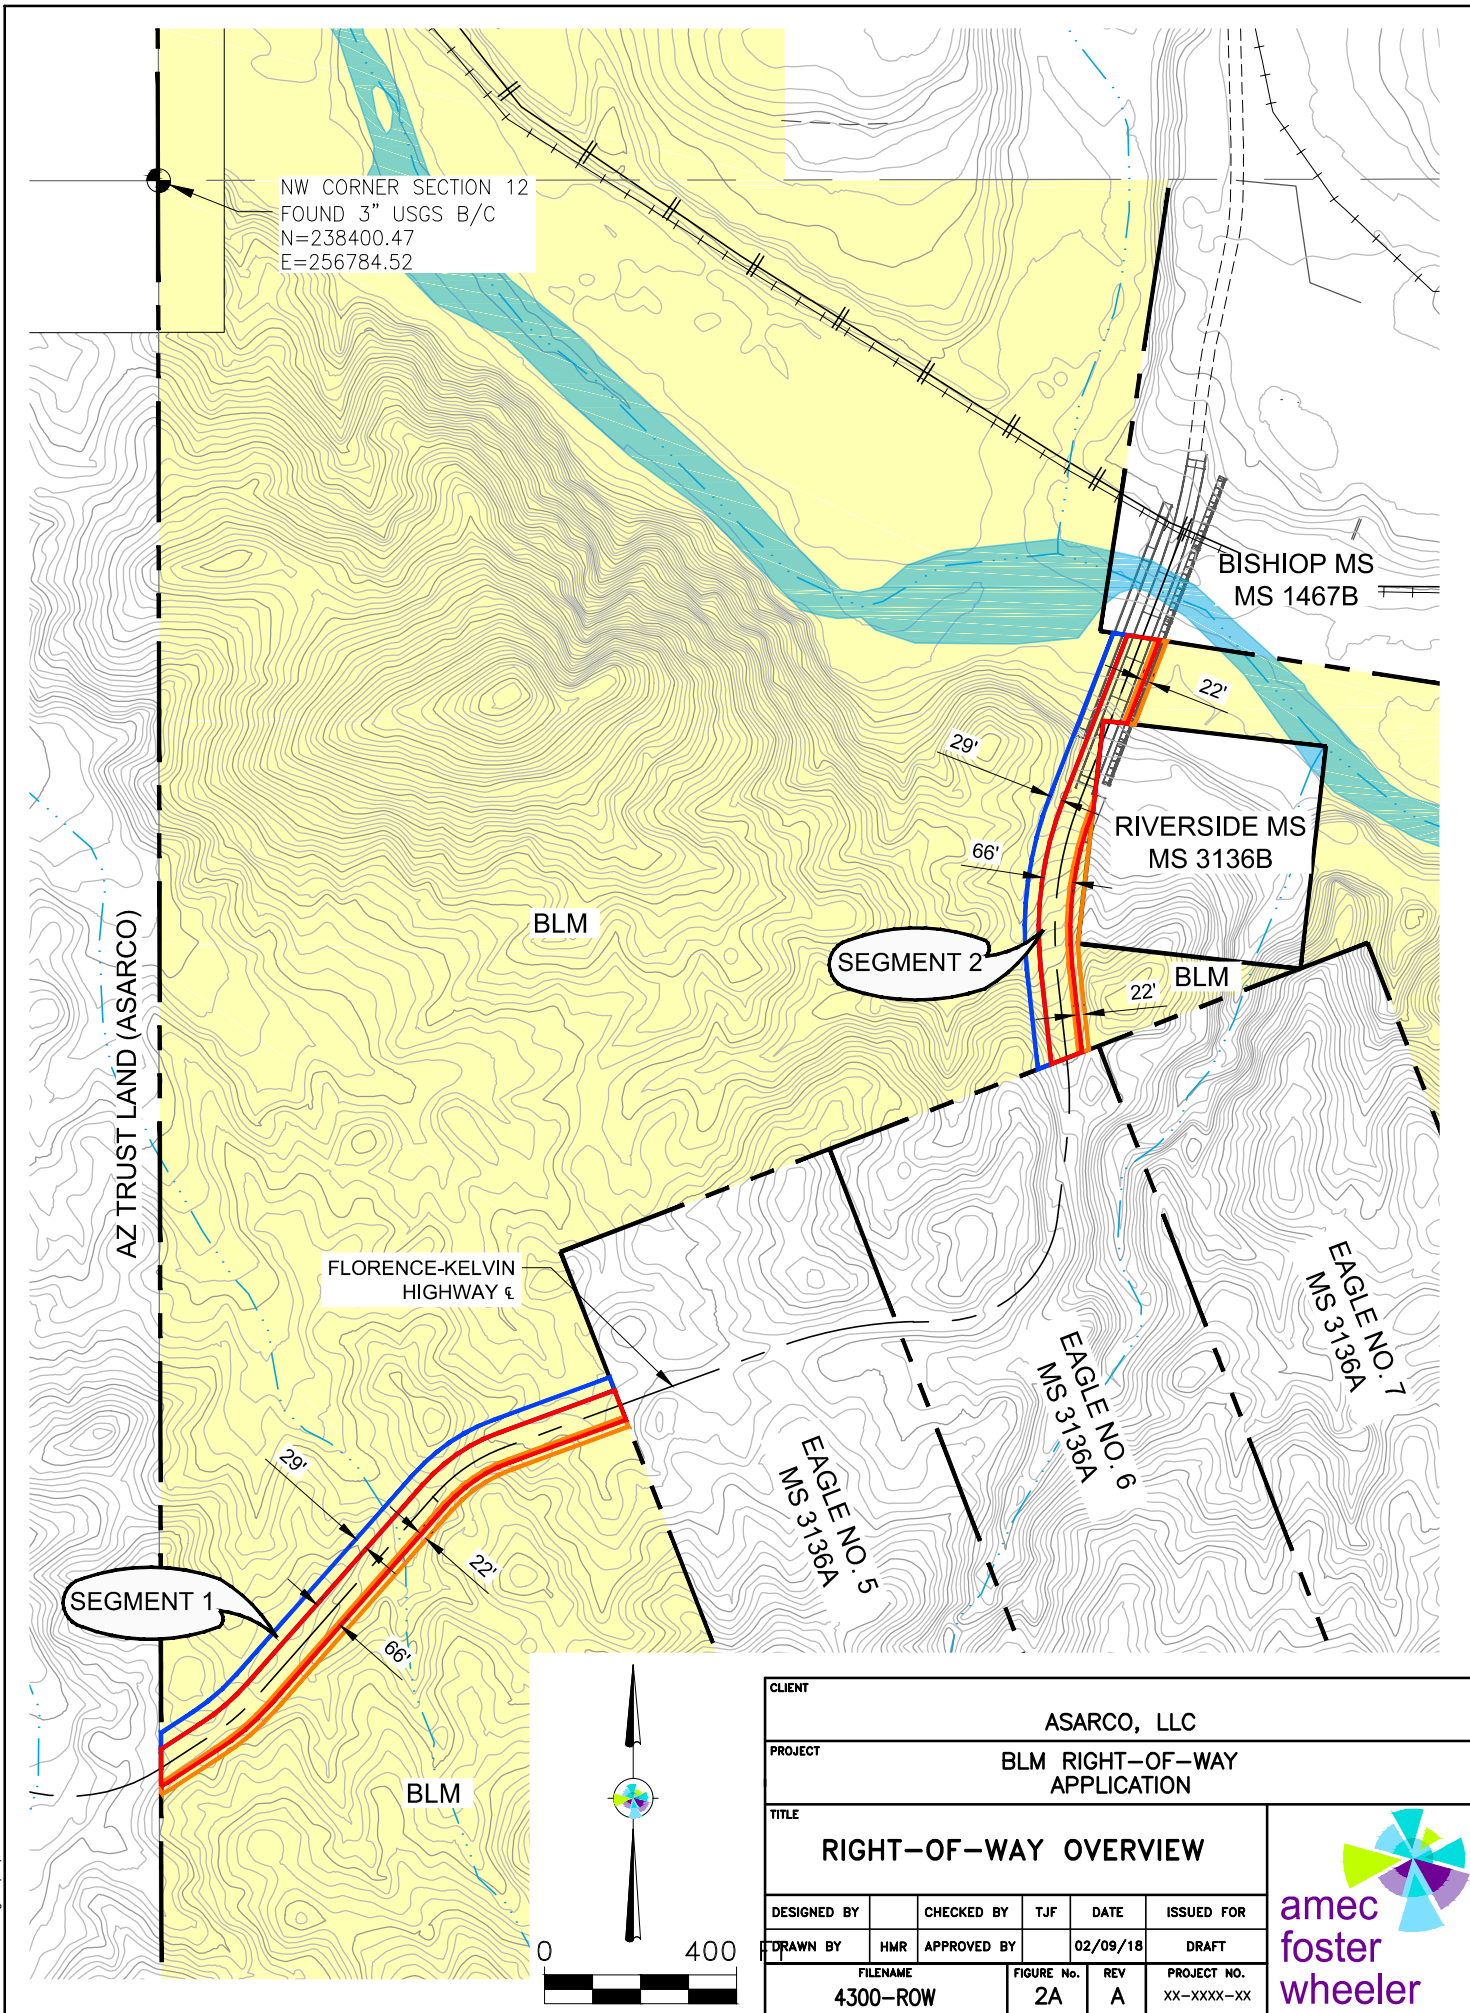 NW CORNER SECTION 12
FOUND 3" USGS B/C
N=238400.47
E=256784.52
BISHIOP MS
MS 1467B
22'
29'
RIVERSIDE MS
MS 3136B
66'
BLM
SEGMENT 2
BLM
22'
AZ TRUST LAND (ASARCO)
FLORENCE-KELVIN
HIGHWAY ℄
EAGLE NO. 7
MS 3136A
EAGLE NO. 6
MS 3136A
EAGLE NO. 5
MS 3136A
29'
22'
SEGMENT 1
66'
BLM
0 400 FT
CLIENT
ASARCO, LLC
PROJECT
BLM RIGHT-OF-WAY
APPLICATION
TITLE
RIGHT-OF-WAY OVERVIEW
DESIGNED BY CHECKED BY TJF DATE ISSUED FOR
DRAWN BY HMR APPROVED BY 02/09/18 DRAFT
FILENAME FIGURE No. REV PROJECT NO.
4300-ROW 2A A XX-XXXX-XX
amec
foster
wheeler